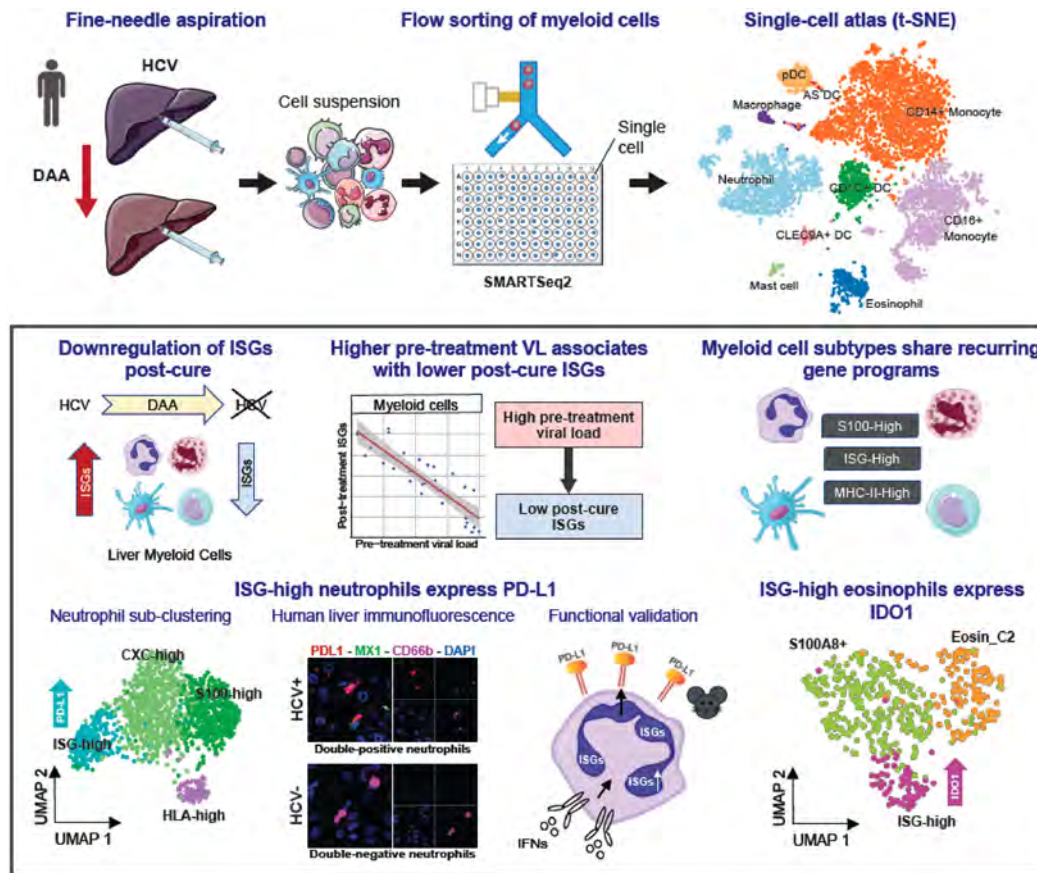 Fine-needle aspiration
Flow sorting of myeloid cells
Single-cell atlas (t-SNE)
HCV
DAA
Cell suspension
Single
cell
SMARTSeq2
pDC
AS DC
Macrophage
CD14+ Monocyte
Neutrophil
CD1C+ DC
CD16+
Monocyte
CLEC9A+ DC
Mast cell
Eosinophil
Downregulation of ISGs
post-cure
HCV
DAA
HCV
ISGs
ISGs
Liver Myeloid Cells
Higher pre-treatment VL associates
with lower post-cure ISGs
Myeloid cells
Post-treatment ISGs
Pre-treatment viral load
High pre-treatment
viral load
Low post-cure
ISGs
Myeloid cell subtypes share recurring
gene programs
S100-High
ISG-High
MHC-II-High
ISG-high neutrophils express PD-L1
Neutrophil sub-clustering
CXC-high
S100-high
PD-L1
ISG-high
HLA-high
UMAP 2
UMAP 1
Human liver immunofluorescence
PDL1 - MX1 - CD66b - DAPI
HCV+
Double-positive neutrophils
HCV-
Double-negative neutrophils
Functional validation
PD-L1
PD-L1
PD-L1
ISGs
ISGs
ISGs
IFNs
ISG-high eosinophils express
IDO1
S100A8+
Eosin_C2
IDO1
ISG-high
UMAP 2
UMAP 1